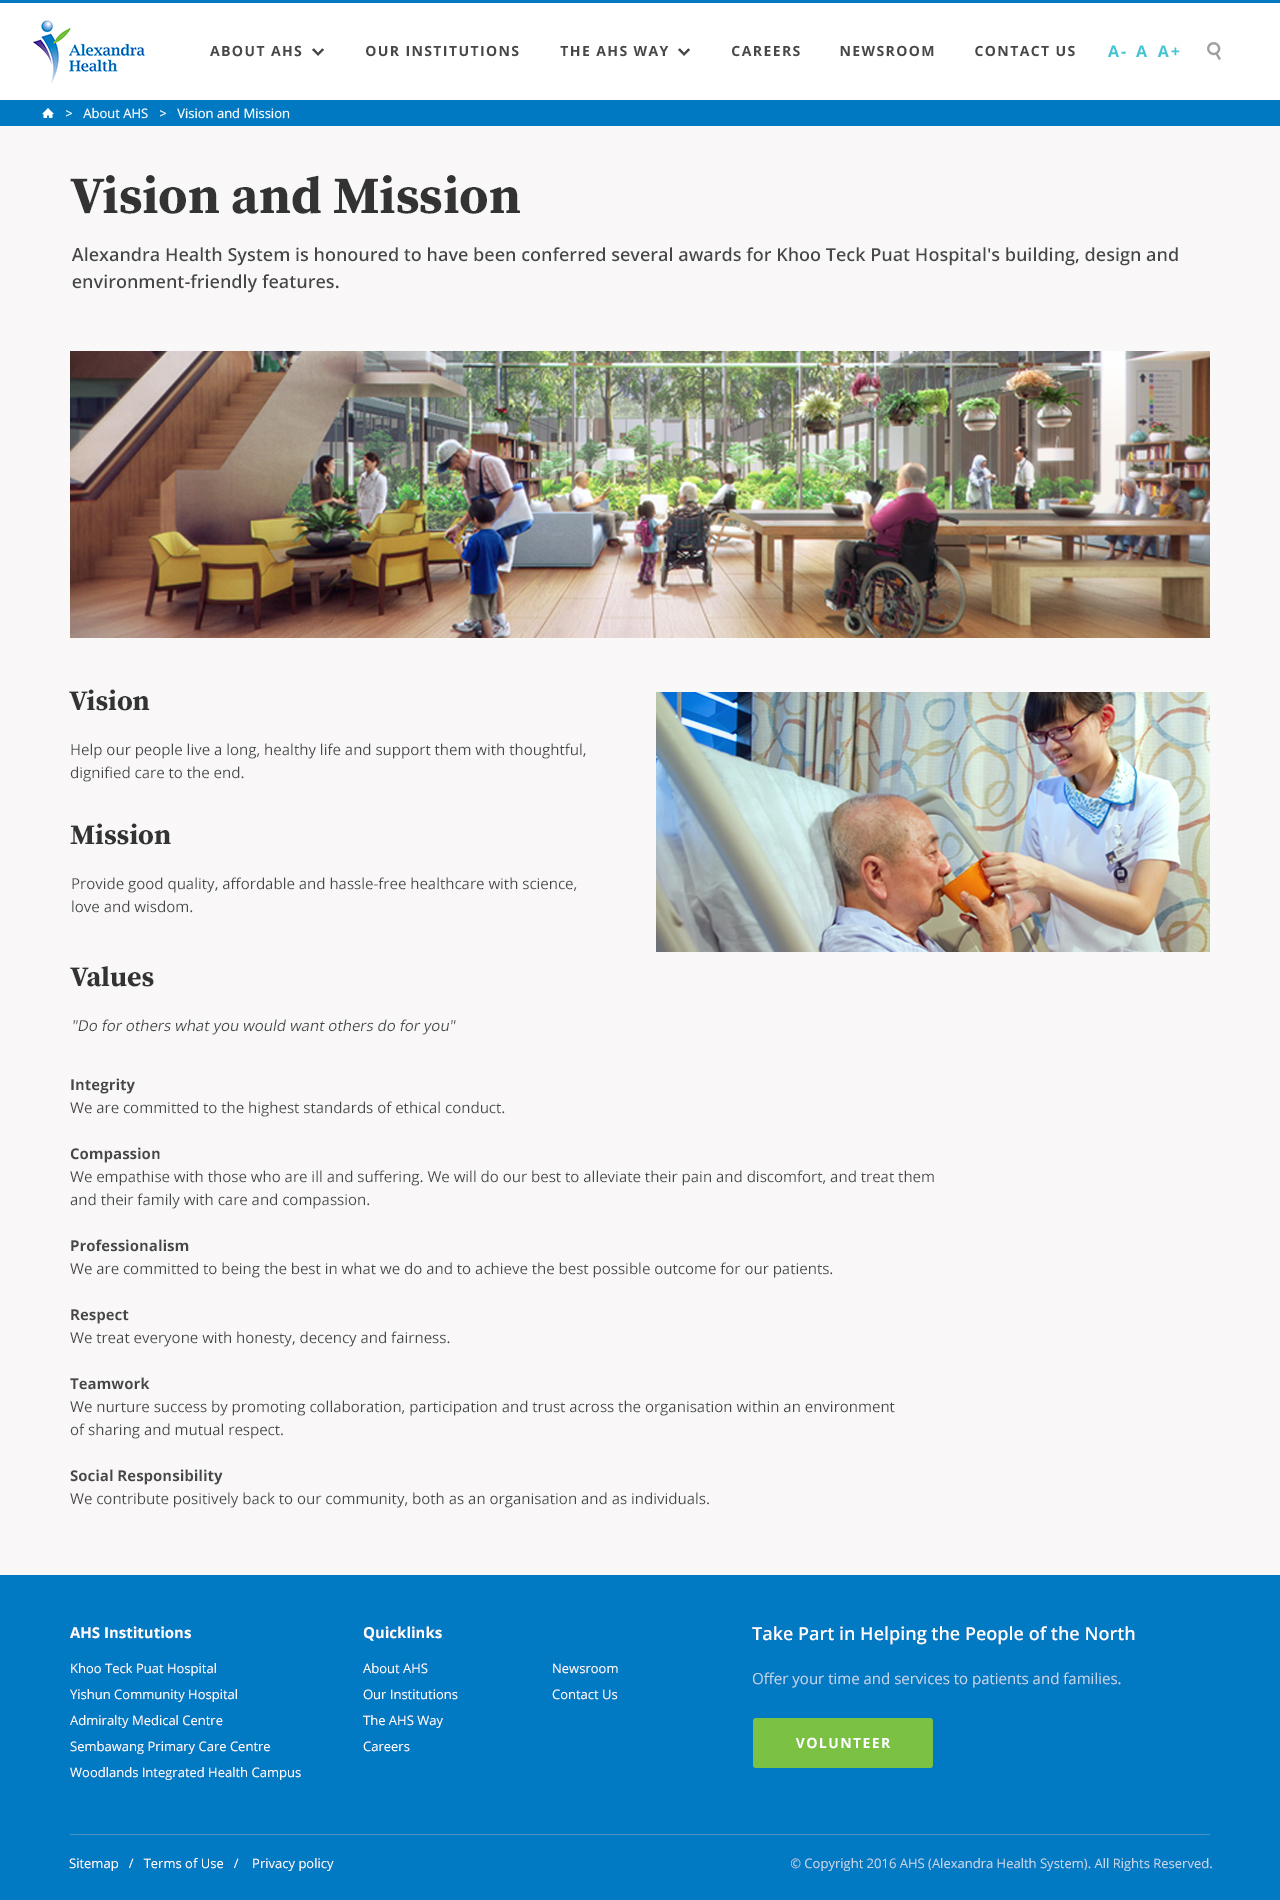 Alexandra
Health
ABOUT AHS
OUR INSTITUTIONS
THE AHS WAY
CAREERS
NEWSROOM
CONTACT US
A- A A+
> About AHS > Vision and Mission
Vision and Mission
Alexandra Health System is honoured to have been conferred several awards for Khoo Teck Puat Hospital's building, design and
environment-friendly features.
Vision
Help our people live a long, healthy life and support them with thoughtful,
dignified care to the end.
Mission
Provide good quality, affordable and hassle-free healthcare with science,
love and wisdom.
Values
"Do for others what you would want others do for you"
Integrity
We are committed to the highest standards of ethical conduct.
Compassion
We empathise with those who are ill and suffering. We will do our best to alleviate their pain and discomfort, and treat them
and their family with care and compassion.
Professionalism
We are committed to being the best in what we do and to achieve the best possible outcome for our patients.
Respect
We treat everyone with honesty, decency and fairness.
Teamwork
We nurture success by promoting collaboration, participation and trust across the organisation within an environment
of sharing and mutual respect.
Social Responsibility
We contribute positively back to our community, both as an organisation and as individuals.
AHS Institutions
Khoo Teck Puat Hospital
Yishun Community Hospital
Admiralty Medical Centre
Sembawang Primary Care Centre
Woodlands Integrated Health Campus
Quicklinks
About AHS
Our Institutions
The AHS Way
Careers
Newsroom
Contact Us
Take Part in Helping the People of the North
Offer your time and services to patients and families.
VOLUNTEER
Sitemap / Terms of Use / Privacy policy
© Copyright 2016 AHS (Alexandra Health System). All Rights Reserved.